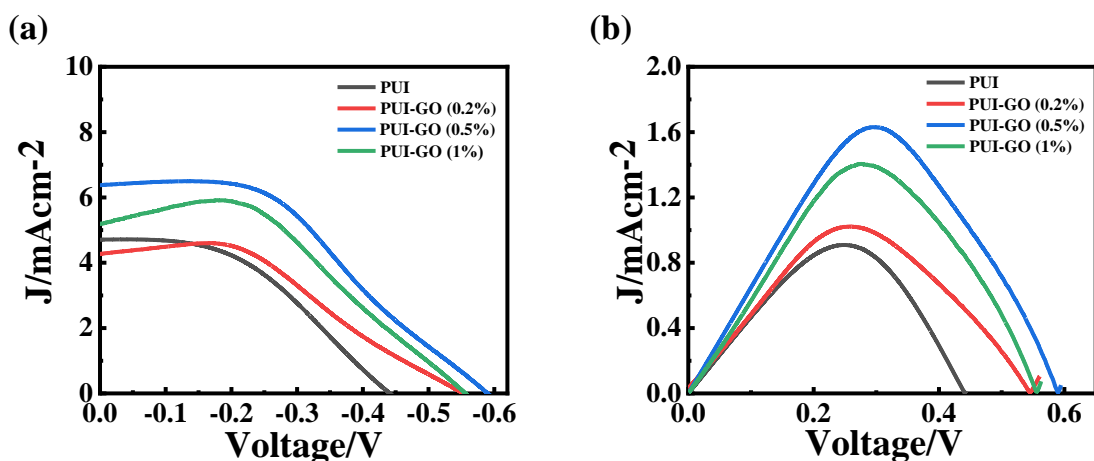 (a)
J/mAcm-2
10
8
6
4
2
0
0.0 -0.1 -0.2 -0.3 -0.4 -0.5 -0.6
Voltage/V
PUI
PUI-GO (0.2%)
PUI-GO (0.5%)
PUI-GO (1%)
(b)
J/mAcm-2
2.0
1.6
1.2
0.8
0.4
0.0
0.0 0.2 0.4 0.6
Voltage/V
PUI
PUI-GO (0.2%)
PUI-GO (0.5%)
PUI-GO (1%)